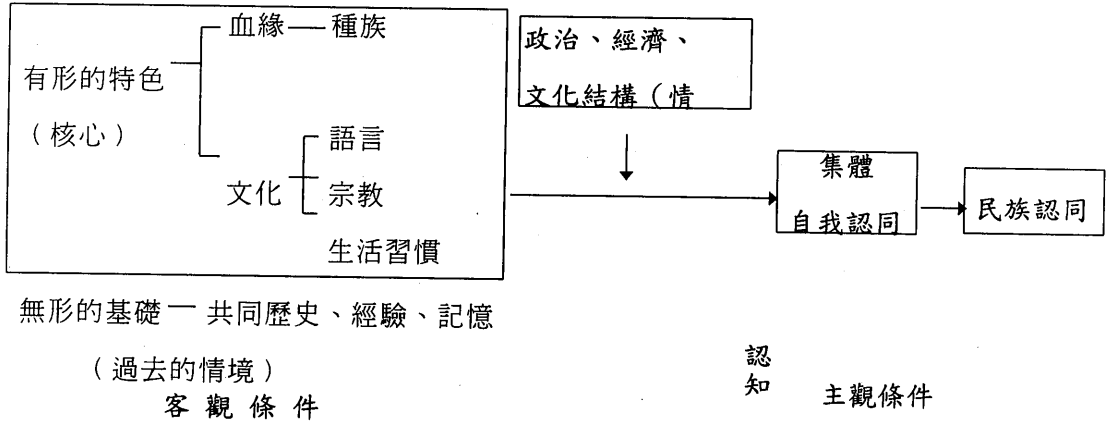 血緣 — 種族
有形的特色
（核心）
文化
語言
宗教
生活習慣
無形的基礎 — 共同歷史、經驗、記憶
（過去的情境）
客觀條件
政治、經濟、
文化結構（情
集體
自我認同
民族認同
認知
主觀條件